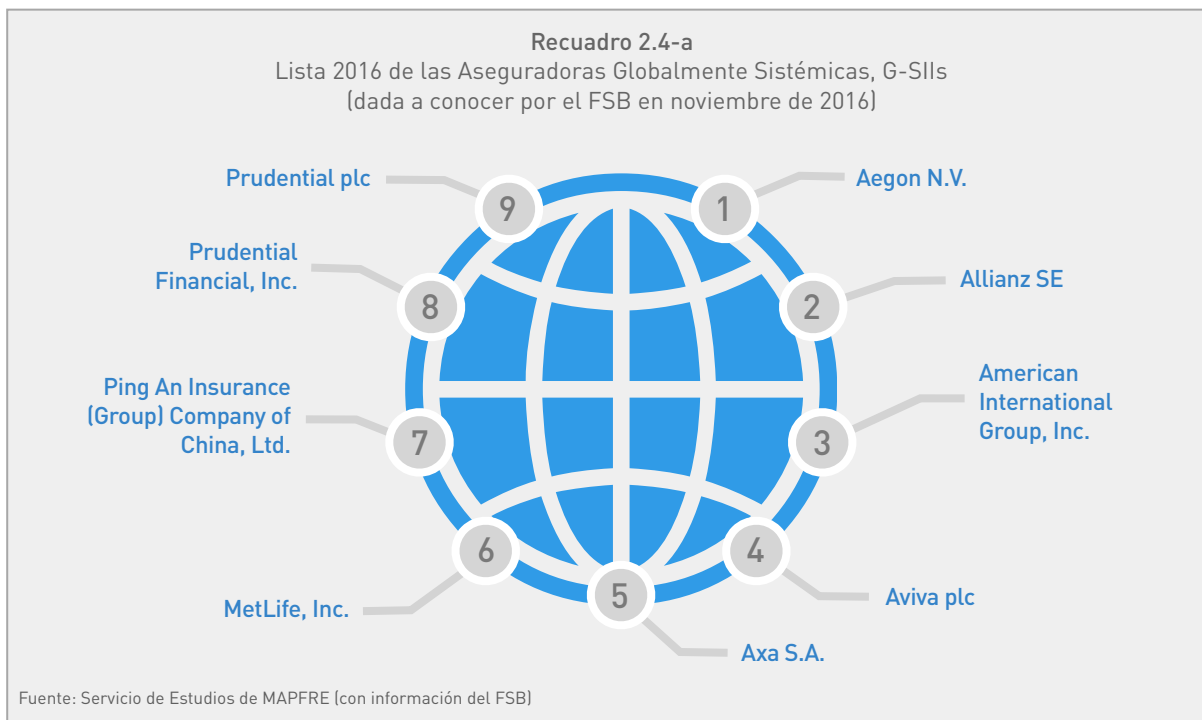 Recuadro 2.4-a
Lista 2016 de las Aseguradoras Globalmente Sistémicas, G-SIIs
(dada a conocer por el FSB en noviembre de 2016)
1
Aegon N.V.
2
Allianz SE
3
American
International
Group, Inc.
4
Aviva plc
5
Axa S.A.
6
MetLife, Inc.
7
Ping An Insurance
(Group) Company of
China, Ltd.
8
Prudential
Financial, Inc.
9
Prudential plc
Fuente: Servicio de Estudios de MAPFRE (con información del FSB)